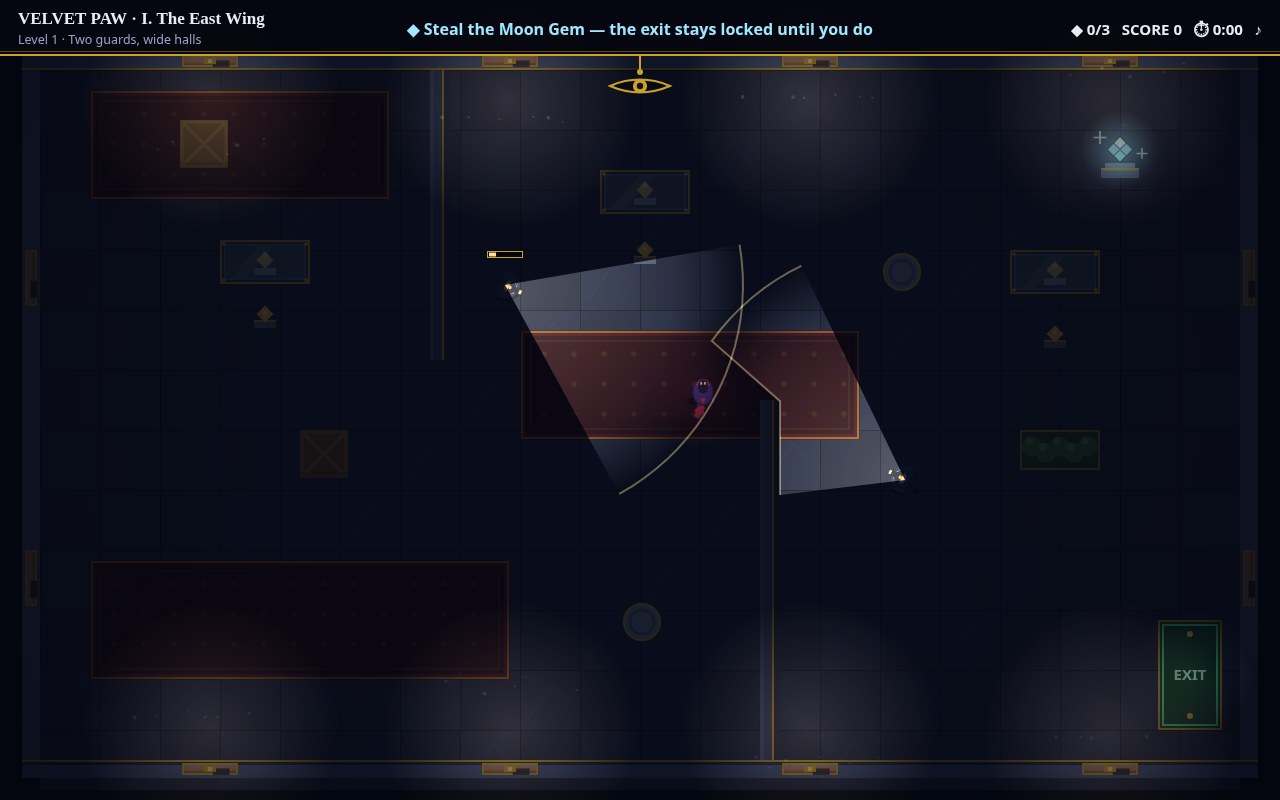 VELVET PAW · I. The East Wing
Level 1 · Two guards, wide halls
◆ Steal the Moon Gem — the exit stays locked until you do
◆ 0/3 SCORE 0 ⏱ 0:00 ♪
EXIT